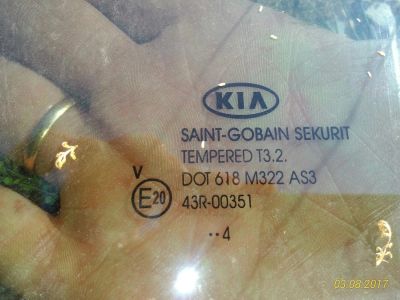 KIA
SAINT-GOBAIN SEKURIT
TEMPERED T3.2.
DOT 618 M322 AS3
V
E20
43R-00351
··4
03.08.2017